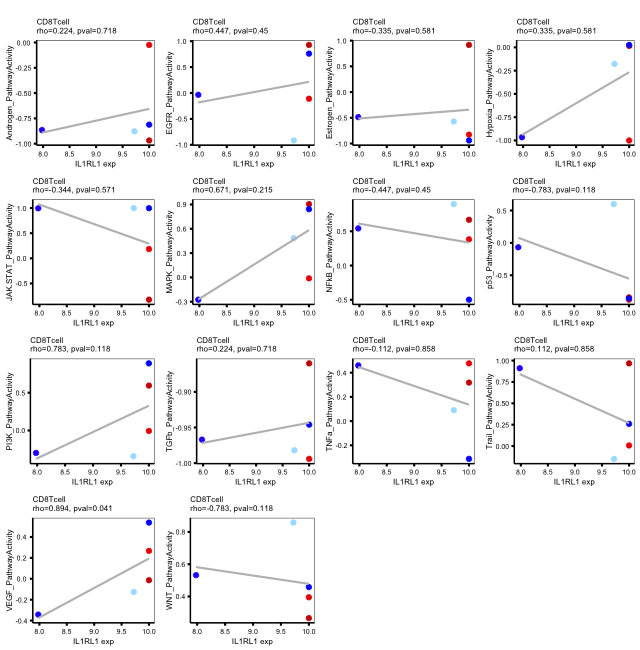 CD8Tcell
rho=0.224, pval=0.718
Androgen_PathwayActivity
0.00
-0.25
-0.50
-0.75
-1.00
8.0 8.5 9.0 9.5 10.0
IL1RL1 exp
CD8Tcell
rho=0.447, pval=0.45
EGFR_PathwayActivity
1.0
0.5
0.0
-0.5
-1.0
8.0 8.5 9.0 9.5 10.0
IL1RL1 exp
CD8Tcell
rho=-0.335, pval=0.581
Estrogen_PathwayActivity
1.0
0.5
0.0
-0.5
-1.0
8.0 8.5 9.0 9.5 10.0
IL1RL1 exp
CD8Tcell
rho=0.335, pval=0.581
Hypoxia_PathwayActivity
0.00
-0.25
-0.50
-0.75
-1.00
8.0 8.5 9.0 9.5 10.0
IL1RL1 exp
CD8Tcell
rho=-0.344, pval=0.571
JAK.STAT_PathwayActivity
1.0
0.5
0.0
-0.5
8.0 8.5 9.0 9.5 10.0
IL1RL1 exp
CD8Tcell
rho=0.671, pval=0.215
MAPK_PathwayActivity
0.9
0.6
0.3
0.0
-0.3
8.0 8.5 9.0 9.5 10.0
IL1RL1 exp
CD8Tcell
rho=-0.447, pval=0.45
NFkB_PathwayActivity
0.5
0.0
-0.5
8.0 8.5 9.0 9.5 10.0
IL1RL1 exp
CD8Tcell
rho=-0.783, pval=0.118
p53_PathwayActivity
0.5
0.0
-0.5
8.0 8.5 9.0 9.5 10.0
IL1RL1 exp
CD8Tcell
rho=0.783, pval=0.118
PI3K_PathwayActivity
0.5
0.0
8.0 8.5 9.0 9.5 10.0
IL1RL1 exp
CD8Tcell
rho=0.224, pval=0.718
TGFb_PathwayActivity
-0.90
-0.95
-1.00
8.0 8.5 9.0 9.5 10.0
IL1RL1 exp
CD8Tcell
rho=-0.112, pval=0.858
TNFa_PathwayActivity
0.4
0.2
0.0
-0.2
8.0 8.5 9.0 9.5 10.0
IL1RL1 exp
CD8Tcell
rho=0.112, pval=0.858
Trail_PathwayActivity
1.00
0.75
0.50
0.25
0.00
8.0 8.5 9.0 9.5 10.0
IL1RL1 exp
CD8Tcell
rho=0.894, pval=0.041
VEGF_PathwayActivity
0.4
0.2
0.0
-0.2
-0.4
8.0 8.5 9.0 9.5 10.0
IL1RL1 exp
CD8Tcell
rho=-0.783, pval=0.118
WNT_PathwayActivity
0.8
0.6
0.4
8.0 8.5 9.0 9.5 10.0
IL1RL1 exp